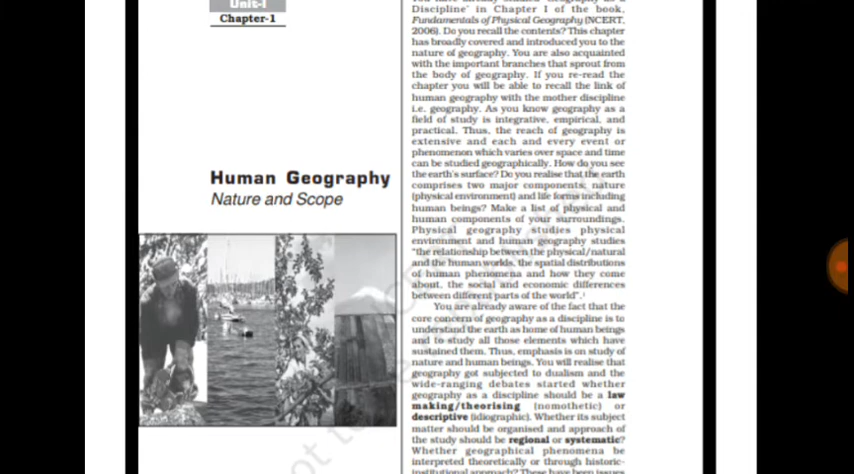 Unit-I
Chapter-1
Human Geography
Nature and Scope
You have already studied 'Geography as a
Discipline' in Chapter I of the book,
Fundamentals of Physical Geography (NCERT,
2006). Do you recall the contents? This chapter
has broadly covered and introduced you to the
nature of geography. You are also acquainted
with the important branches that sprout from
the body of geography. If you re-read the
chapter you will be able to recall the link of
human geography with the mother discipline
i.e. geography. As you know geography as a
field of study is integrative, empirical, and
practical. Thus, the reach of geography is
extensive and each and every event or
phenomenon which varies over space and time
can be studied geographically. How do you see
the earth's surface? Do you realise that the earth
comprises two major components: nature
(physical environment) and life forms including
human beings? Make a list of physical and
human components of your surroundings.
Physical geography studies physical
environment and human geography studies
"the relationship between the physical/natural
and the human worlds, the spatial distributions
of human phenomena and how they come
about, the social and economic differences
between different parts of the world".¹
You are already aware of the fact that the
core concern of geography as a discipline is to
understand the earth as home of human beings
and to study all those elements which have
sustained them. Thus, emphasis is on study of
nature and human beings. You will realise that
geography got subjected to dualism and the
wide-ranging debates started whether
geography as a discipline should be a law
making/theorising (nomothetic) or
descriptive (idiographic). Whether its subject
matter should be organised and approach of
the study should be regional or systematic?
Whether geographical phenomena be
interpreted theoretically or through historic-
institutional approach? These have been issues
not to